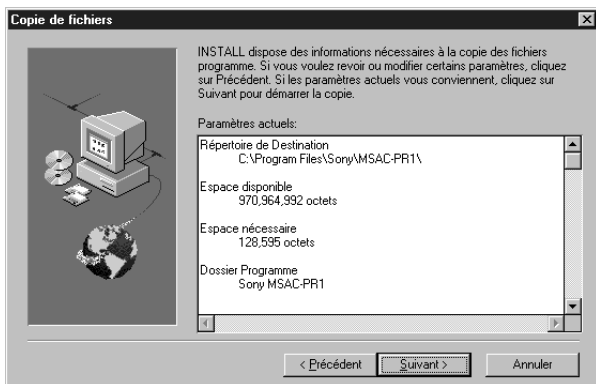 Copie de fichiers
INSTALL dispose des informations nécessaires à la copie des fichiers
programme. Si vous voulez revoir ou modifier certains paramètres, cliquez
sur Précédent. Si les paramètres actuels vous conviennent, cliquez sur
Suivant pour démarrer la copie.
Paramètres actuels:
Répertoire de Destination
C:\Program Files\Sony\MSAC-PR1\
Espace disponible
970,964,992 octets
Espace nécessaire
128,595 octets
Dossier Programme
Sony MSAC-PR1
< Précédent
Suivant >
Annuler